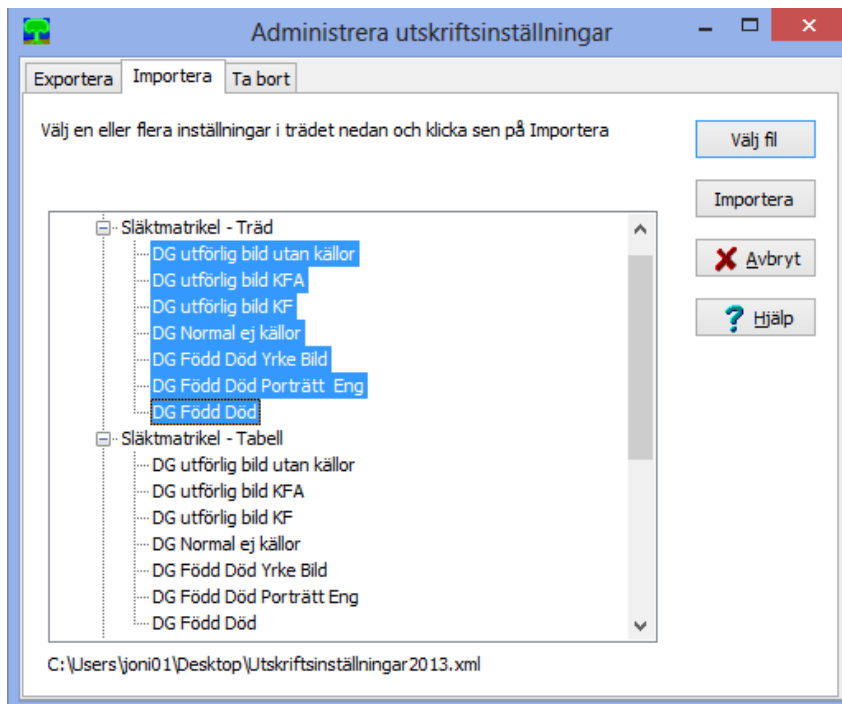 Administrera utskriftsinställningar
Exportera Importera Ta bort
Välj en eller flera inställningar i trädet nedan och klicka sen på Importera
Välj fil
Importera
Avbryt
Hjälp
Släktmatrikel - Träd
DG utförlig bild utan källor
DG utförlig bild KFA
DG utförlig bild KF
DG Normal ej källor
DG Född Död Yrke Bild
DG Född Död Porträtt  Eng
DG Född Död
Släktmatrikel - Tabell
DG utförlig bild utan källor
DG utförlig bild KFA
DG utförlig bild KF
DG Normal ej källor
DG Född Död Yrke Bild
DG Född Död Porträtt Eng
DG Född Död
C:\Users\joni01\Desktop\Utskriftsinställningar2013.xml